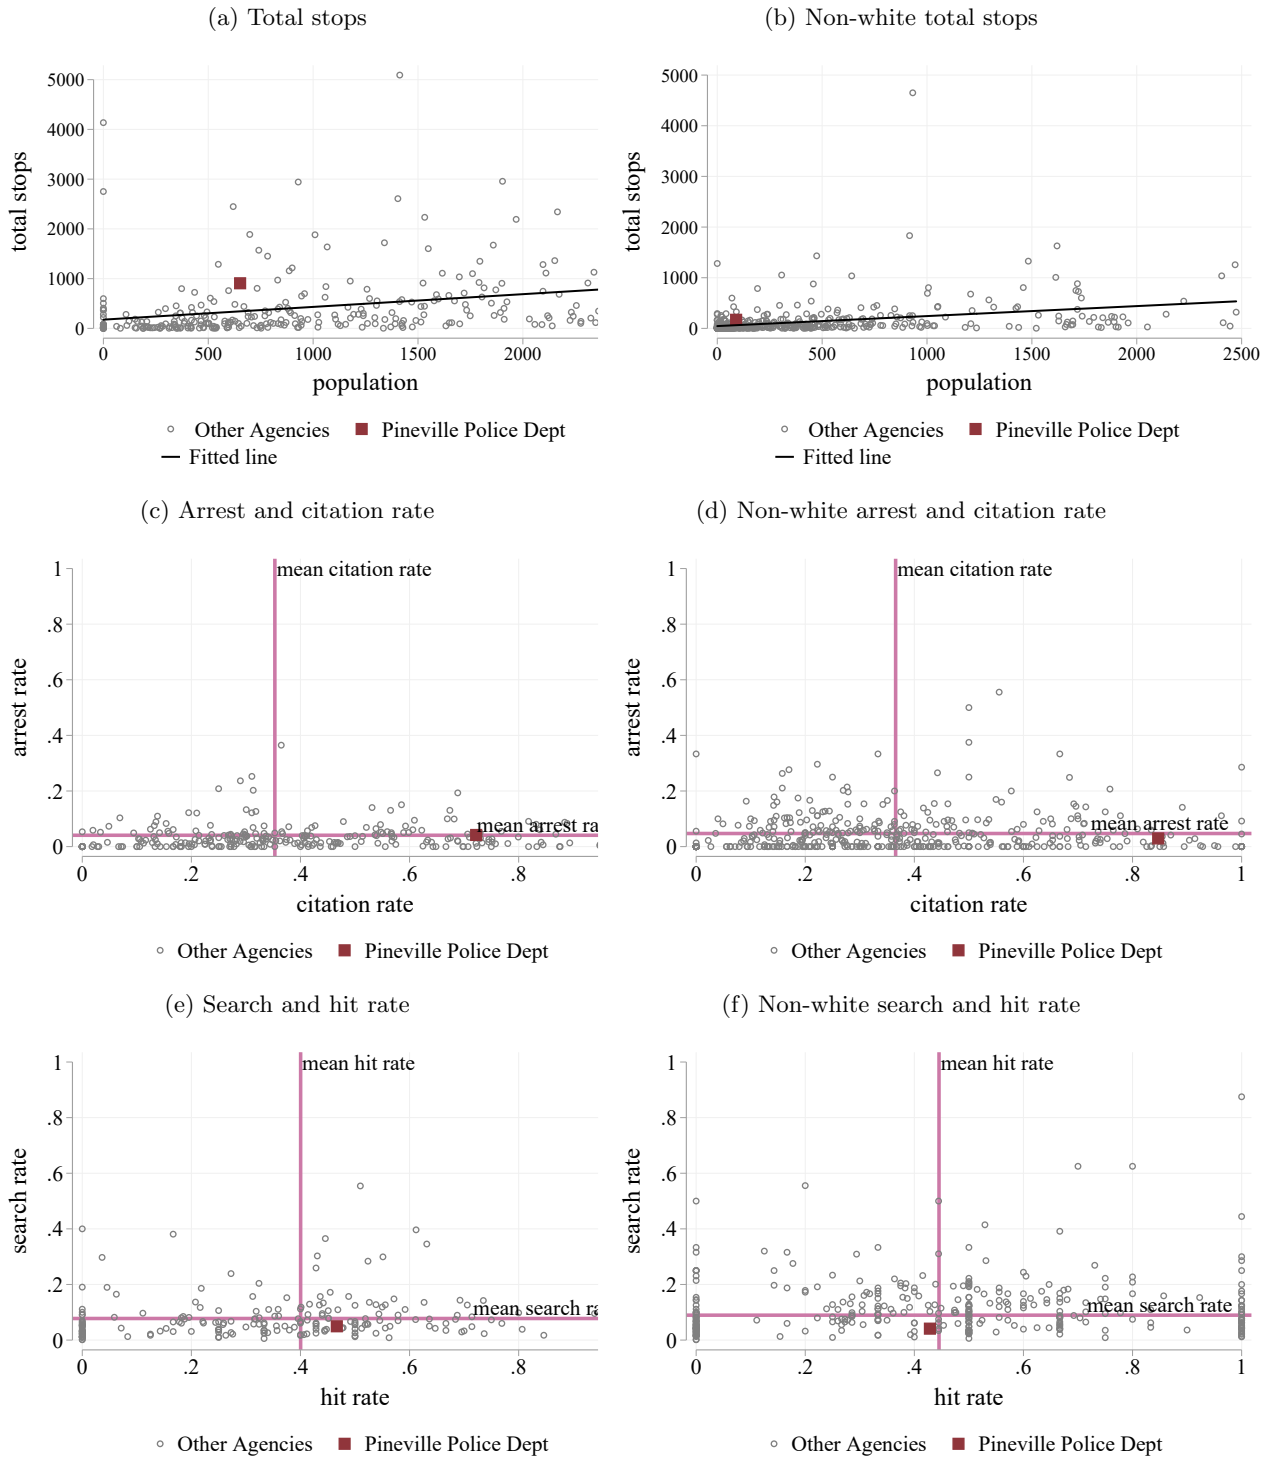 (a) Total stops
(b) Non-white total stops
total stops
5000
4000
3000
2000
1000
0
0 500 1000 1500 2000
population
Other Agencies Pineville Police Dept
Fitted line
total stops
5000
4000
3000
2000
1000
0
0 500 1000 1500 2000 2500
population
Other Agencies Pineville Police Dept
Fitted line
(c) Arrest and citation rate
(d) Non-white arrest and citation rate
arrest rate
1
.8
.6
.4
.2
0
mean citation rate
mean arrest ra
0 .2 .4 .6 .8
citation rate
Other Agencies Pineville Police Dept
arrest rate
1
.8
.6
.4
.2
0
mean citation rate
mean arrest rate
0 .2 .4 .6 .8 1
citation rate
Other Agencies Pineville Police Dept
(e) Search and hit rate
(f) Non-white search and hit rate
search rate
1
.8
.6
.4
.2
0
mean hit rate
mean search ra
0 .2 .4 .6 .8
hit rate
Other Agencies Pineville Police Dept
search rate
1
.8
.6
.4
.2
0
mean hit rate
mean search rate
0 .2 .4 .6 .8 1
hit rate
Other Agencies Pineville Police Dept